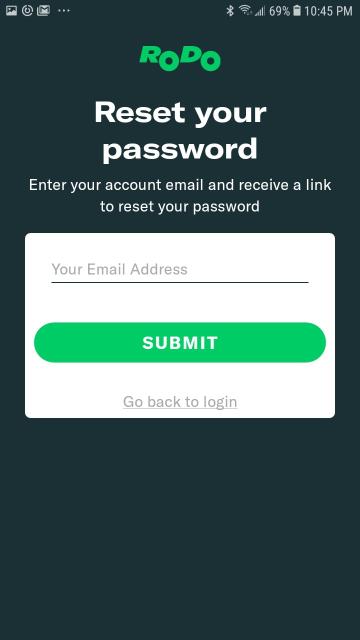 69% 10:45 PM
RoDo
Reset your
password
Enter your account email and receive a link
to reset your password
Your Email Address
SUBMIT
Go back to login